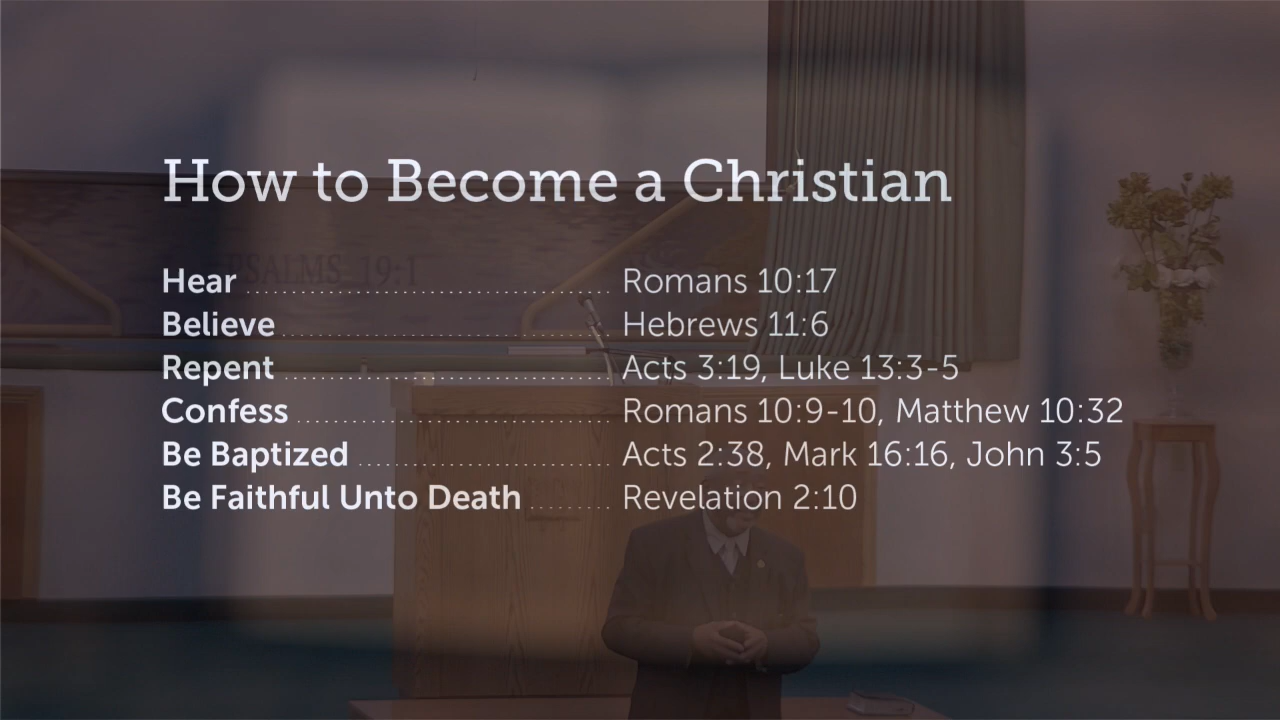 How to Become a Christian
PSALMS 19:1
Hear ........................................ Romans 10:17
Believe .................................... Hebrews 11:6
Repent .................................... Acts 3:19, Luke 13:3-5
Confess ................................... Romans 10:9-10, Matthew 10:32
Be Baptized ............................ Acts 2:38, Mark 16:16, John 3:5
Be Faithful Unto Death ......... Revelation 2:10